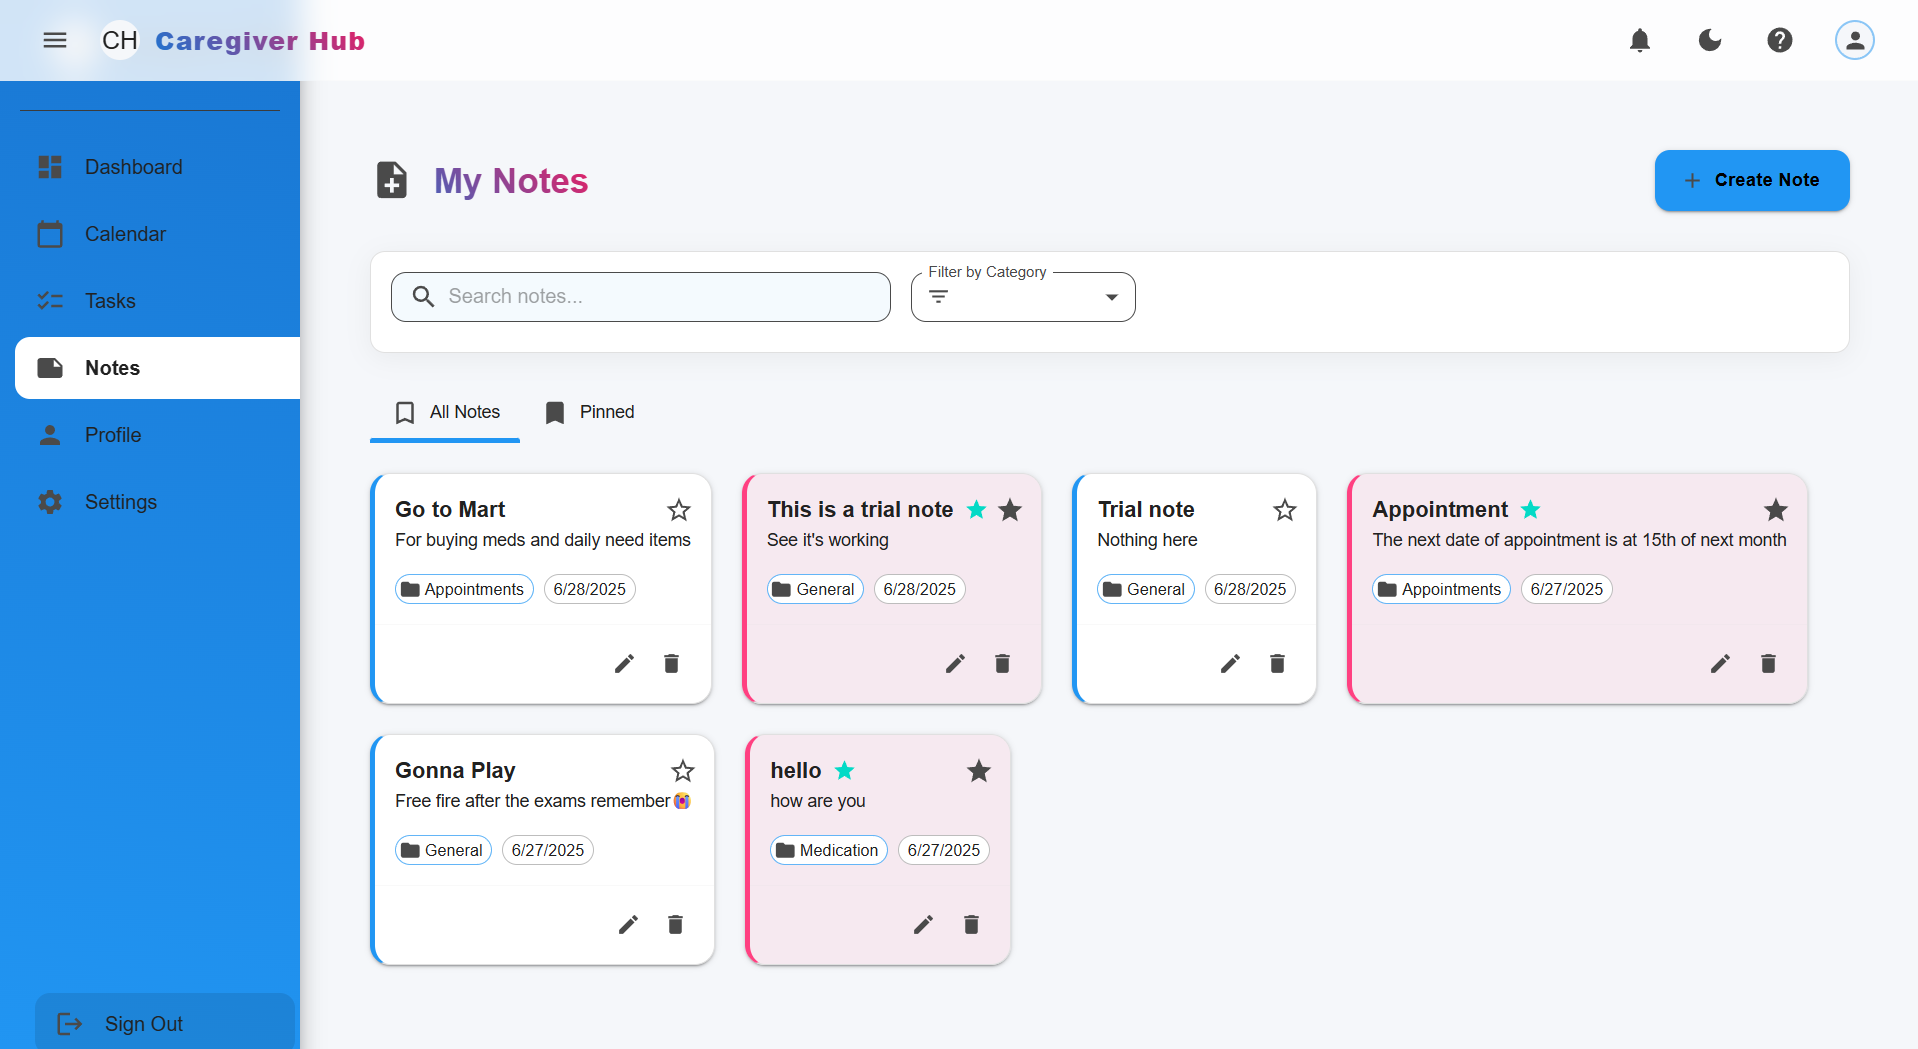 CH Caregiver Hub
Dashboard
Calendar
Tasks
Notes
Profile
Settings
Sign Out
My Notes
Create Note
Search notes...
Filter by Category
All Notes
Pinned
Go to Mart
For buying meds and daily need items
Appointments 6/28/2025
This is a trial note
See it's working
General 6/28/2025
Trial note
Nothing here
General 6/28/2025
Appointment
The next date of appointment is at 15th of next month
Appointments 6/27/2025
Gonna Play
Free fire after the exams remember😭
General 6/27/2025
hello
how are you
Medication 6/27/2025